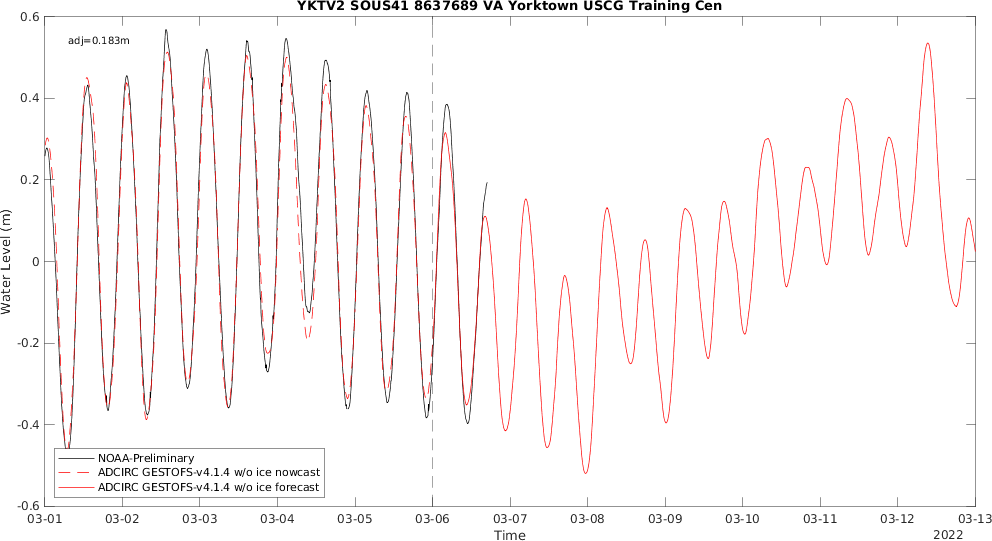 YKTV2 SOUS41 8637689 VA Yorktown USCG Training Cen
adj=0.183m
0.6
0.4
0.2
0
-0.2
-0.4
-0.6
Water Level (m)
NOAA-Preliminary
ADCIRC GESTOFS-v4.1.4 w/o ice nowcast
ADCIRC GESTOFS-v4.1.4 w/o ice forecast
03-01 03-02 03-03 03-04 03-05 03-06 03-07 03-08 03-09 03-10 03-11 03-12 03-13
Time
2022